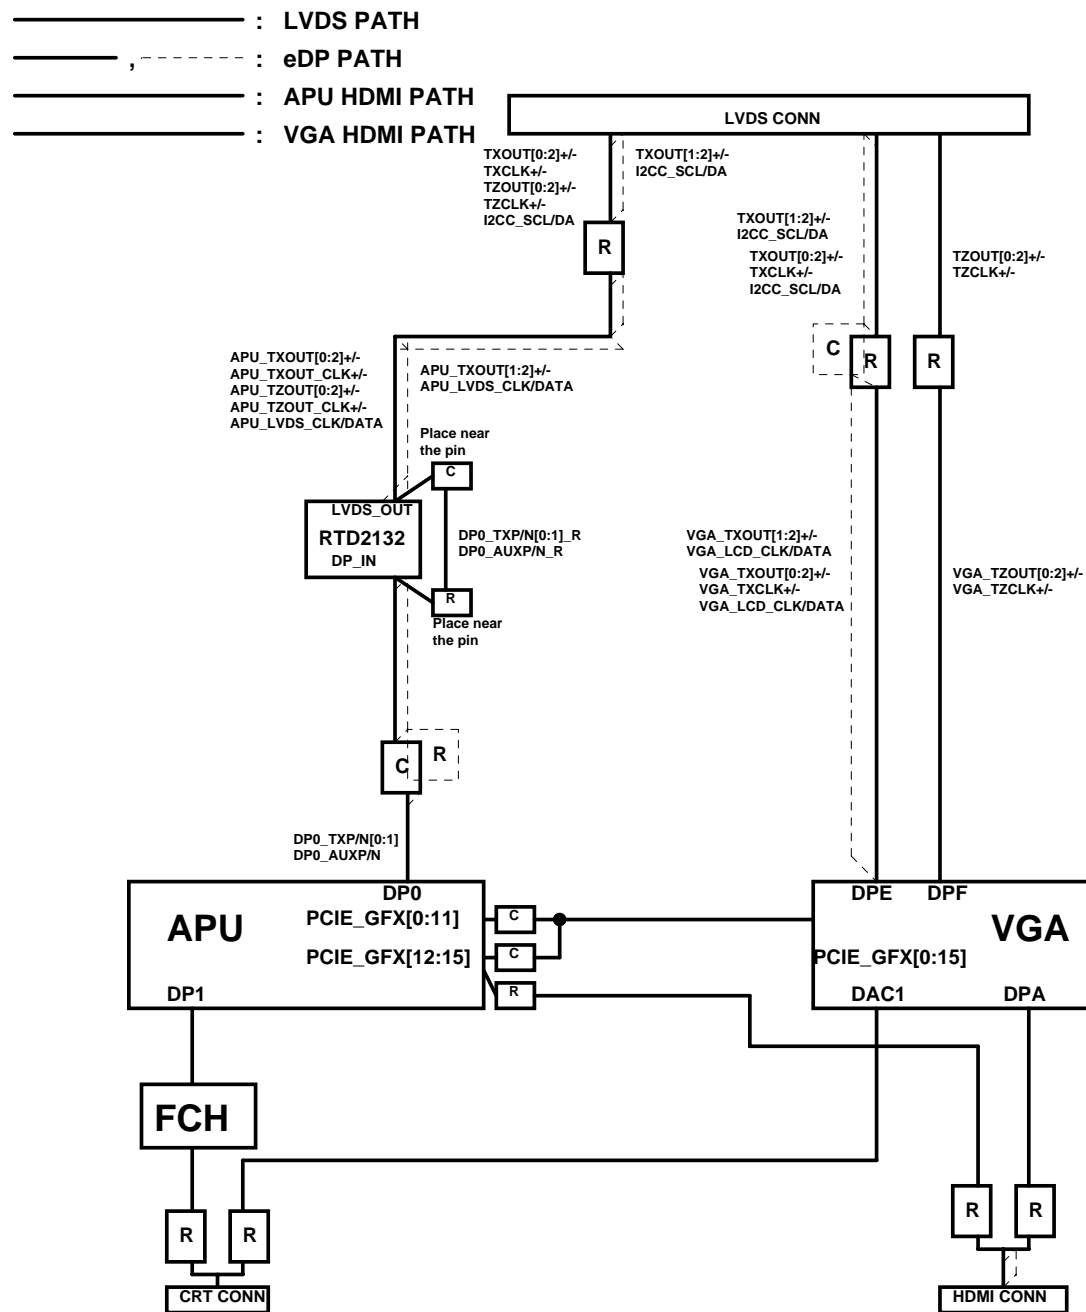 : LVDS PATH
, : eDP PATH
: APU HDMI PATH
: VGA HDMI PATH
LVDS CONN
TXOUT[0:2]+/-
TXCLK+/-
TZOUT[0:2]+/-
TZCLK+/-
I2CC_SCL/DA
TXOUT[1:2]+/-
I2CC_SCL/DA
R
TXOUT[1:2]+/-
I2CC_SCL/DA
TXOUT[0:2]+/-
TXCLK+/-
I2CC_SCL/DA
TZOUT[0:2]+/-
TZCLK+/-
C
R
R
APU_TXOUT[0:2]+/-
APU_TXOUT_CLK+/-
APU_TZOUT[0:2]+/-
APU_TZOUT_CLK+/-
APU_LVDS_CLK/DATA
APU_TXOUT[1:2]+/-
APU_LVDS_CLK/DATA
Place near
the pin
C
LVDS_OUT
RTD2132
DP_IN
DP0_TXP/N[0:1]_R
DP0_AUXP/N_R
R
Place near
the pin
VGA_TXOUT[1:2]+/-
VGA_LCD_CLK/DATA
VGA_TXOUT[0:2]+/-
VGA_TXCLK+/-
VGA_LCD_CLK/DATA
VGA_TZOUT[0:2]+/-
VGA_TZCLK+/-
C
R
DP0_TXP/N[0:1]
DP0_AUXP/N
DP0
APU
PCIE_GFX[0:11]
PCIE_GFX[12:15]
DP1
C
C
R
DPE
DPF
VGA
PCIE_GFX[0:15]
DAC1
DPA
FCH
R
R
CRT CONN
R
R
HDMI CONN